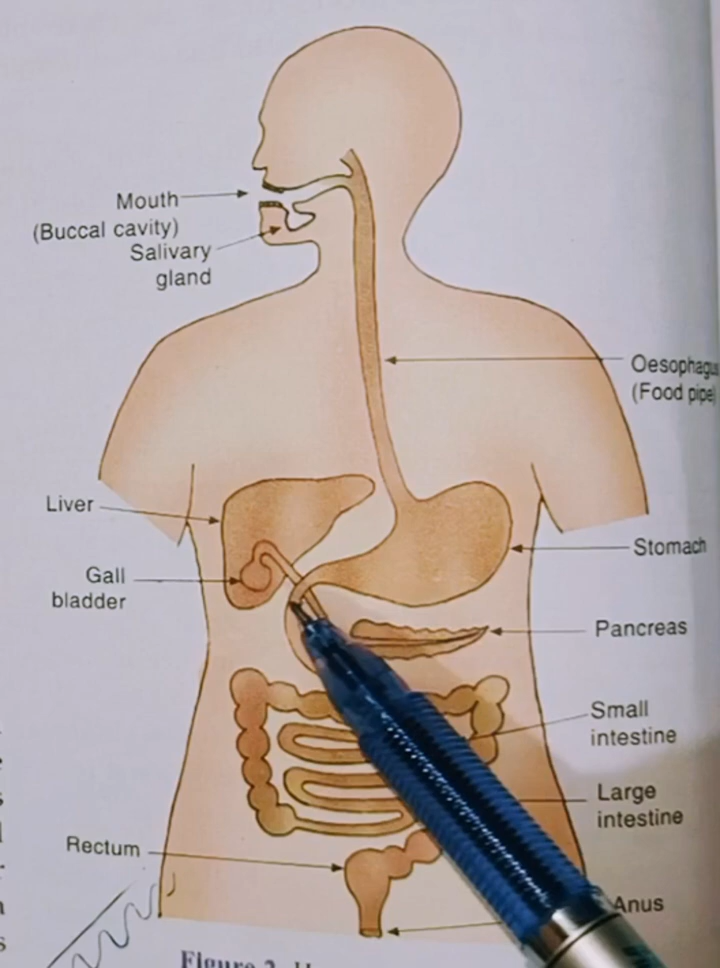 Mouth
(Buccal cavity)
Salivary
gland
Oesophagu
(Food pipe)
Liver
Stomach
Gall
bladder
Pancreas
Small
intestine
Large
intestine
Rectum
Anus
Figure